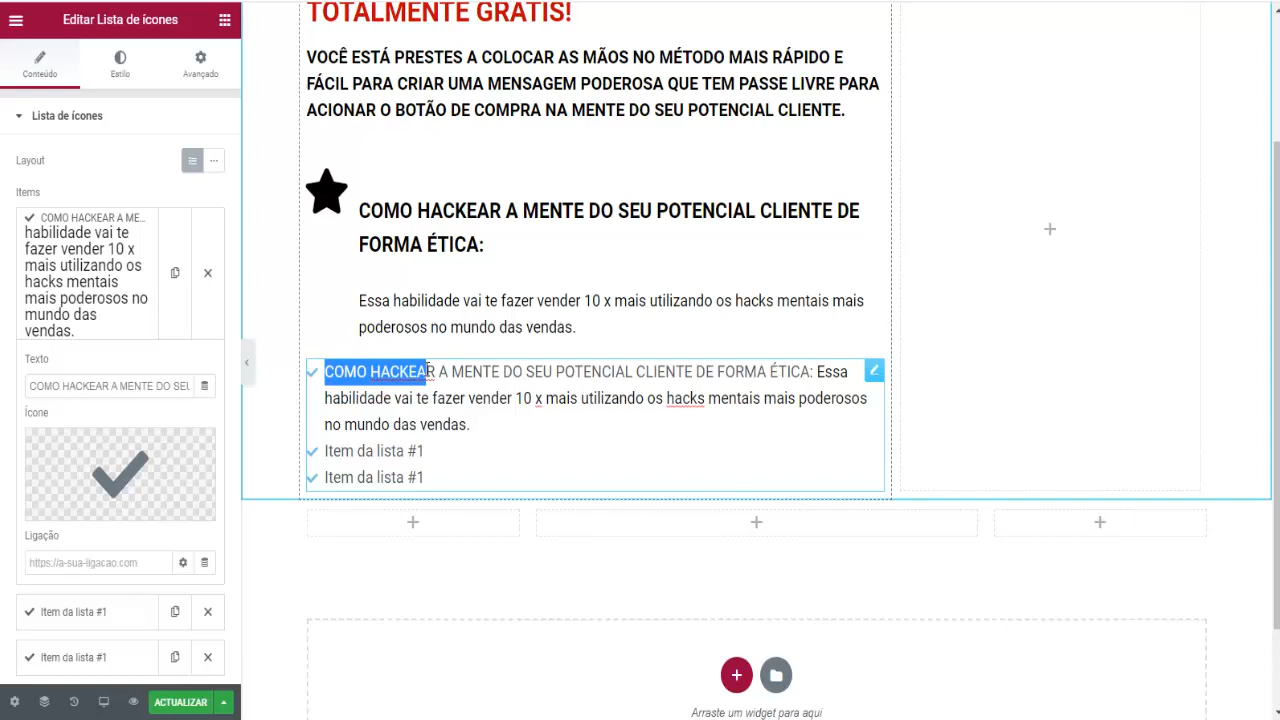 Editar Lista de ícones
Conteúdo
Estilo
Avançado
Lista de ícones
Layout
Items
COMO HACKEAR A ME...
habilidade vai te
fazer vender 10 x
mais utilizando os
hacks mentais
mais poderosos no
mundo das
vendas.
Texto
COMO HACKEAR A MENTE DO SEU
Ícone
Ligação
https://a-sua-ligacao.com
Item da lista #1
Item da lista #1
ACTUALIZAR
TOTALMENTE GRÁTIS!
VOCÊ ESTÁ PRESTES A COLOCAR AS MÃOS NO MÉTODO MAIS RÁPIDO E
FÁCIL PARA CRIAR UMA MENSAGEM PODEROSA QUE TEM PASSE LIVRE PARA
ACIONAR O BOTÃO DE COMPRA NA MENTE DO SEU POTENCIAL CLIENTE.
COMO HACKEAR A MENTE DO SEU POTENCIAL CLIENTE DE
FORMA ÉTICA:
Essa habilidade vai te fazer vender 10 x mais utilizando os hacks mentais mais
poderosos no mundo das vendas.
COMO HACKEAR A MENTE DO SEU POTENCIAL CLIENTE DE FORMA ÉTICA: Essa
habilidade vai te fazer vender 10 x mais utilizando os hacks mentais mais poderosos
no mundo das vendas.
Item da lista #1
Item da lista #1
Arraste um widget para aqui